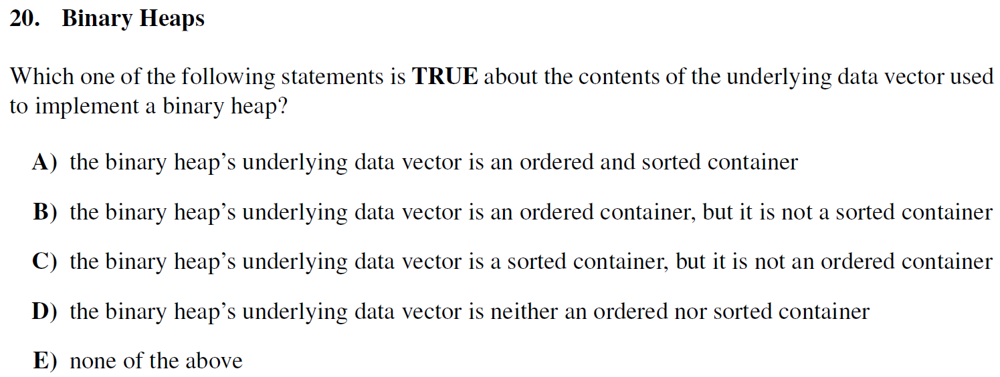 20. Binary Heaps
Which one of the following statements is TRUE about the contents of the underlying data vector used
to implement a binary heap?
A) the binary heap’s underlying data vector is an ordered and sorted container
B) the binary heap’s underlying data vector is an ordered container, but it is not a sorted container
C) the binary heap’s underlying data vector is a sorted container, but it is not an ordered container
D) the binary heap’s underlying data vector is neither an ordered nor sorted container
E) none of the above